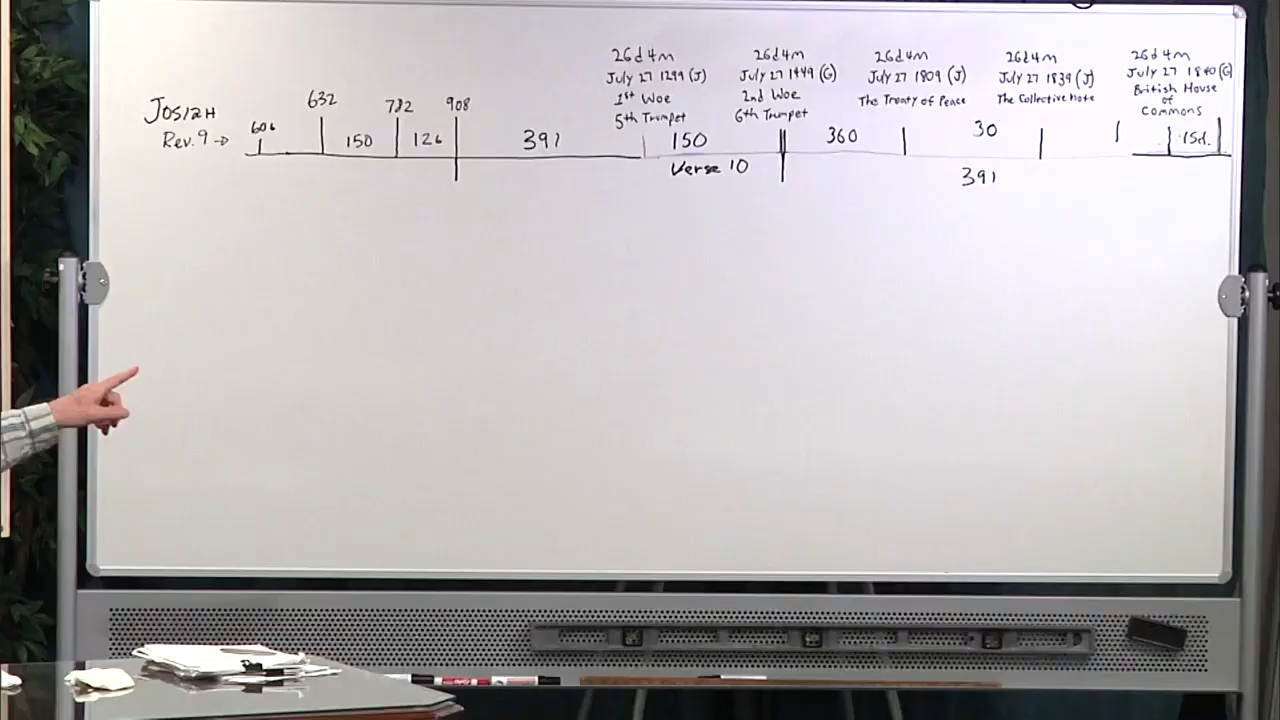 26d 4m 26d 4m 26d 4m 26d 4m 26d 4m
July 27 1299 (J) July 27 1449 (G) July 27 1809 (J) July 27 1839 (J) July 27 1840 (G)
1st Woe 2nd Woe The Treaty of Peace The Collective Note British House
5th Trumpet 6th Trumpet of
Commons
JOSIAH 632 782 908
Rev. 9 → 606 150 126 391 150 360 30 15d.
Verse 10 391